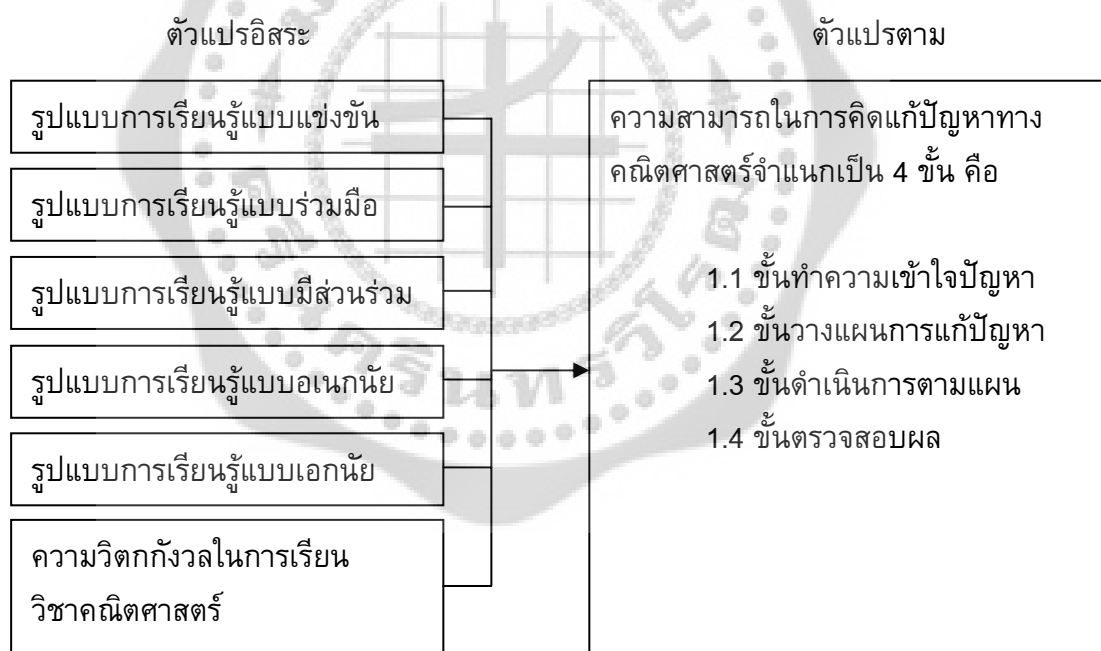 ตัวแปรอิสระ
ตัวแปรตาม
รูปแบบการเรียนรู้แบบแข่งขัน
รูปแบบการเรียนรู้แบบร่วมมือ
รูปแบบการเรียนรู้แบบมีส่วนร่วม
รูปแบบการเรียนรู้แบบอเนกนัย
รูปแบบการเรียนรู้แบบเอกนัย
ความวิตกกังวลในการเรียน
วิชาคณิตศาสตร์
ความสามารถในการคิดแก้ปัญหาทาง
คณิตศาสตร์จำแนกเป็น 4 ขั้น คือ
1.1 ขั้นทำความเข้าใจปัญหา
1.2 ขั้นวางแผนการแก้ปัญหา
1.3 ขั้นดำเนินการตามแผน
1.4 ขั้นตรวจสอบผล